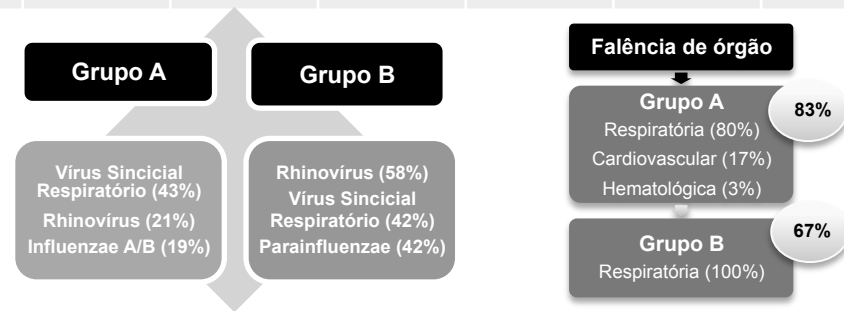 Grupo A
Grupo B
Vírus Sincicial
Respiratório (43%)
Rhinovírus (21%)
Influenzae A/B (19%)
Rhinovírus (58%)
Vírus Sincicial
Respiratório (42%)
Parainfluenzae (42%)
Falência de órgão
Grupo A
83%
Respiratória (80%)
Cardiovascular (17%)
Hematológica (3%)
67%
Grupo B
Respiratória (100%)